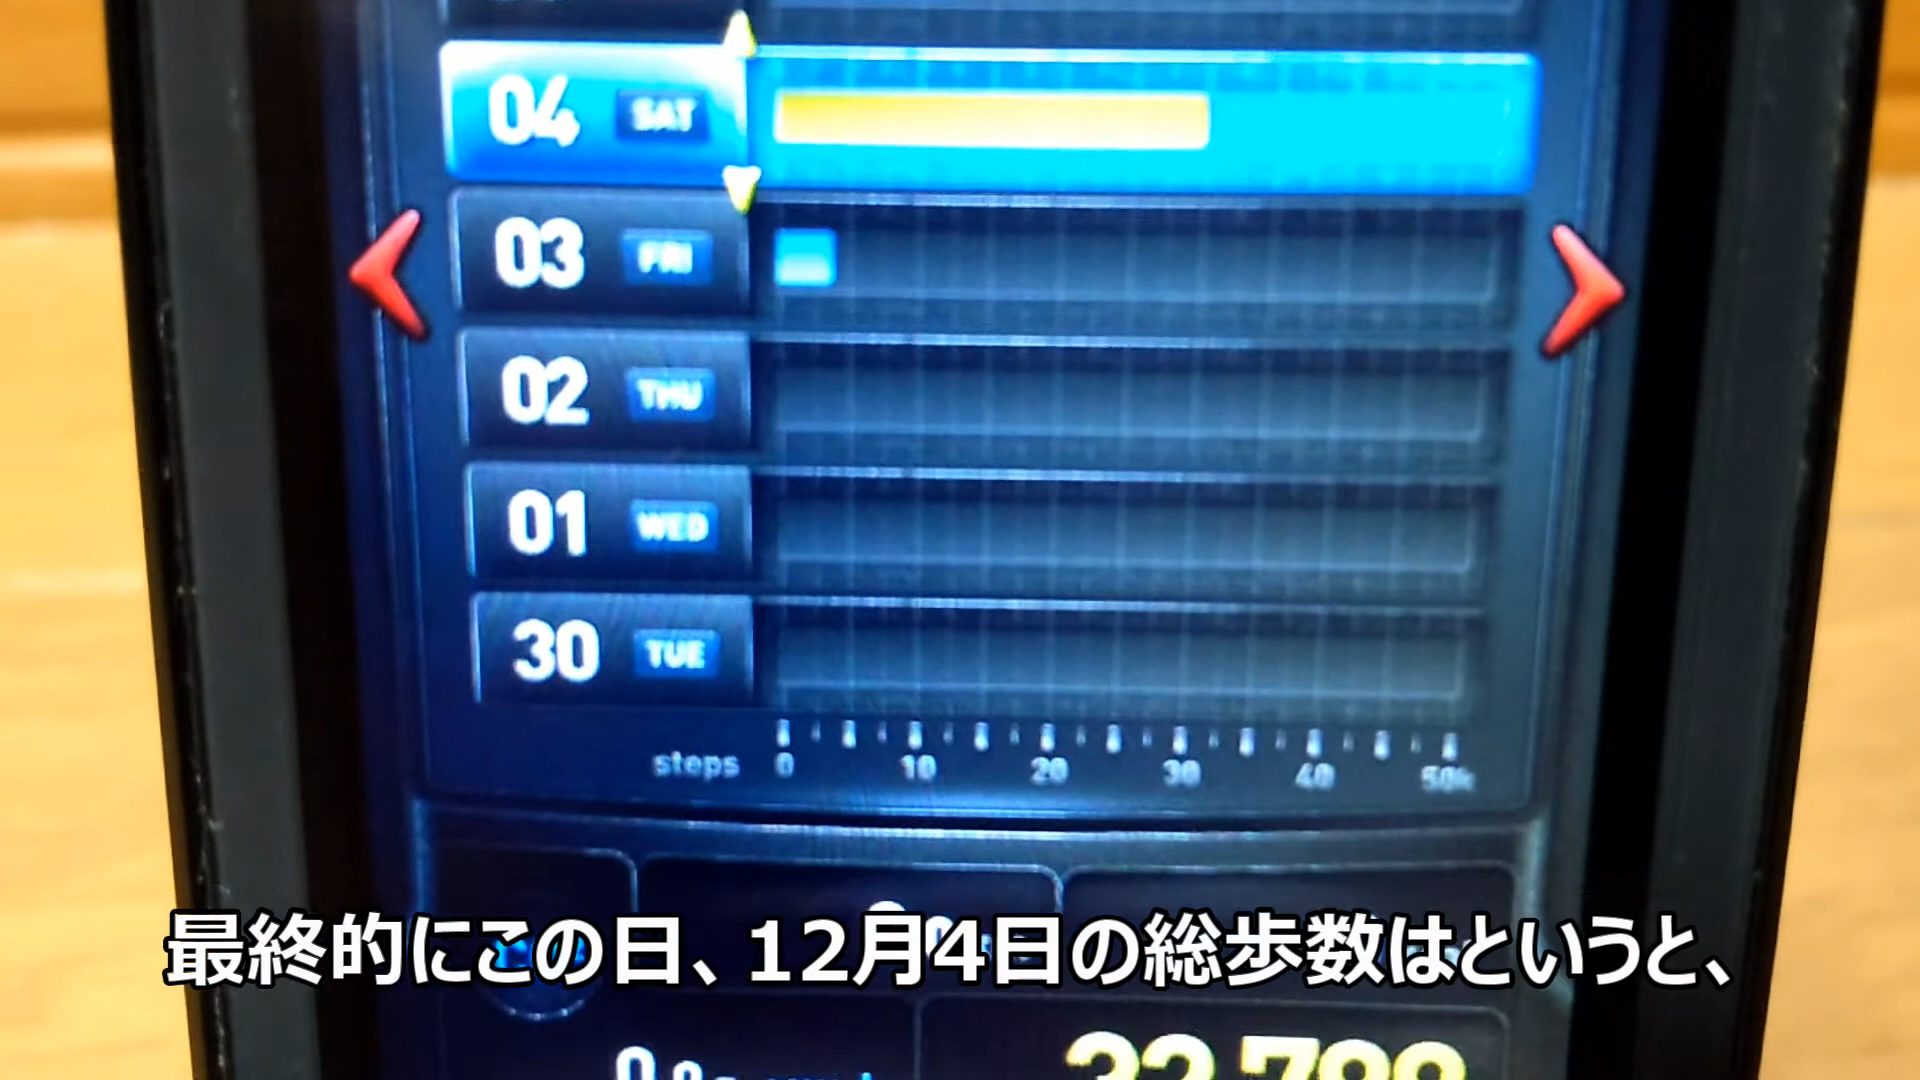 04 SAT
03 FRI
02 THU
01 WED
30 TUE
steps 0 10 20 30 40 50k
最終的にこの日、12月4日の総歩数はというと、